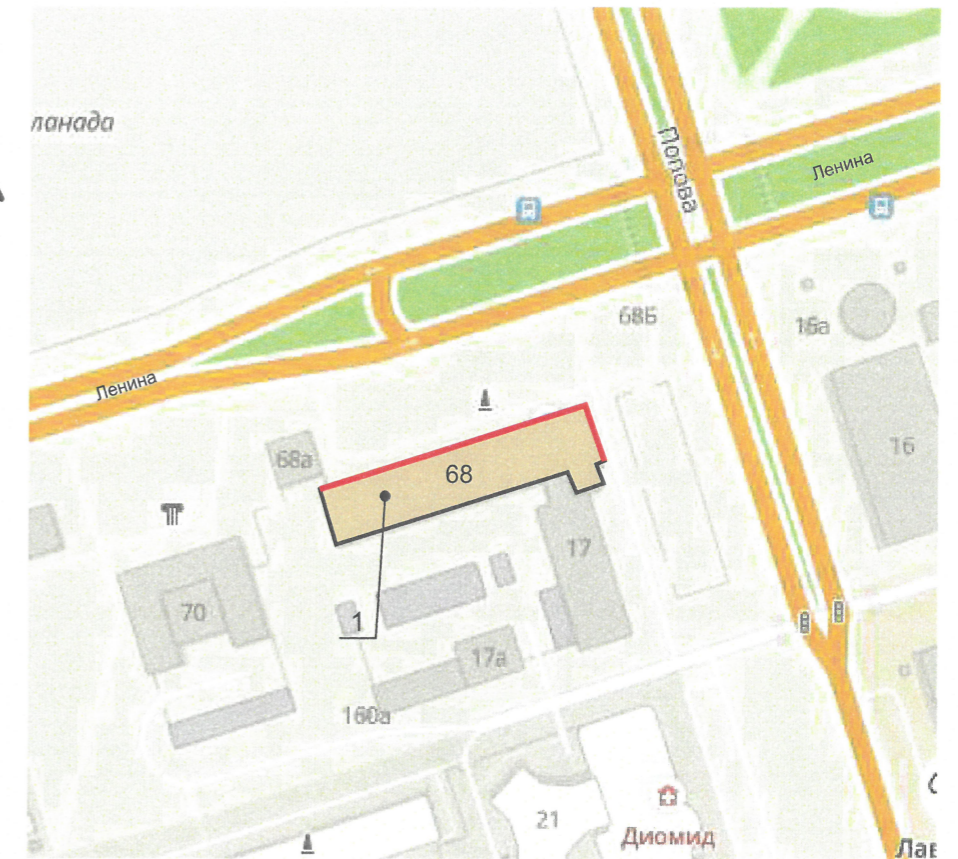 ланада
Попова
Ленина
68Б
16а
Ленина
68а
68
16
17
70
1
17а
160а
21
Диомид
Лав